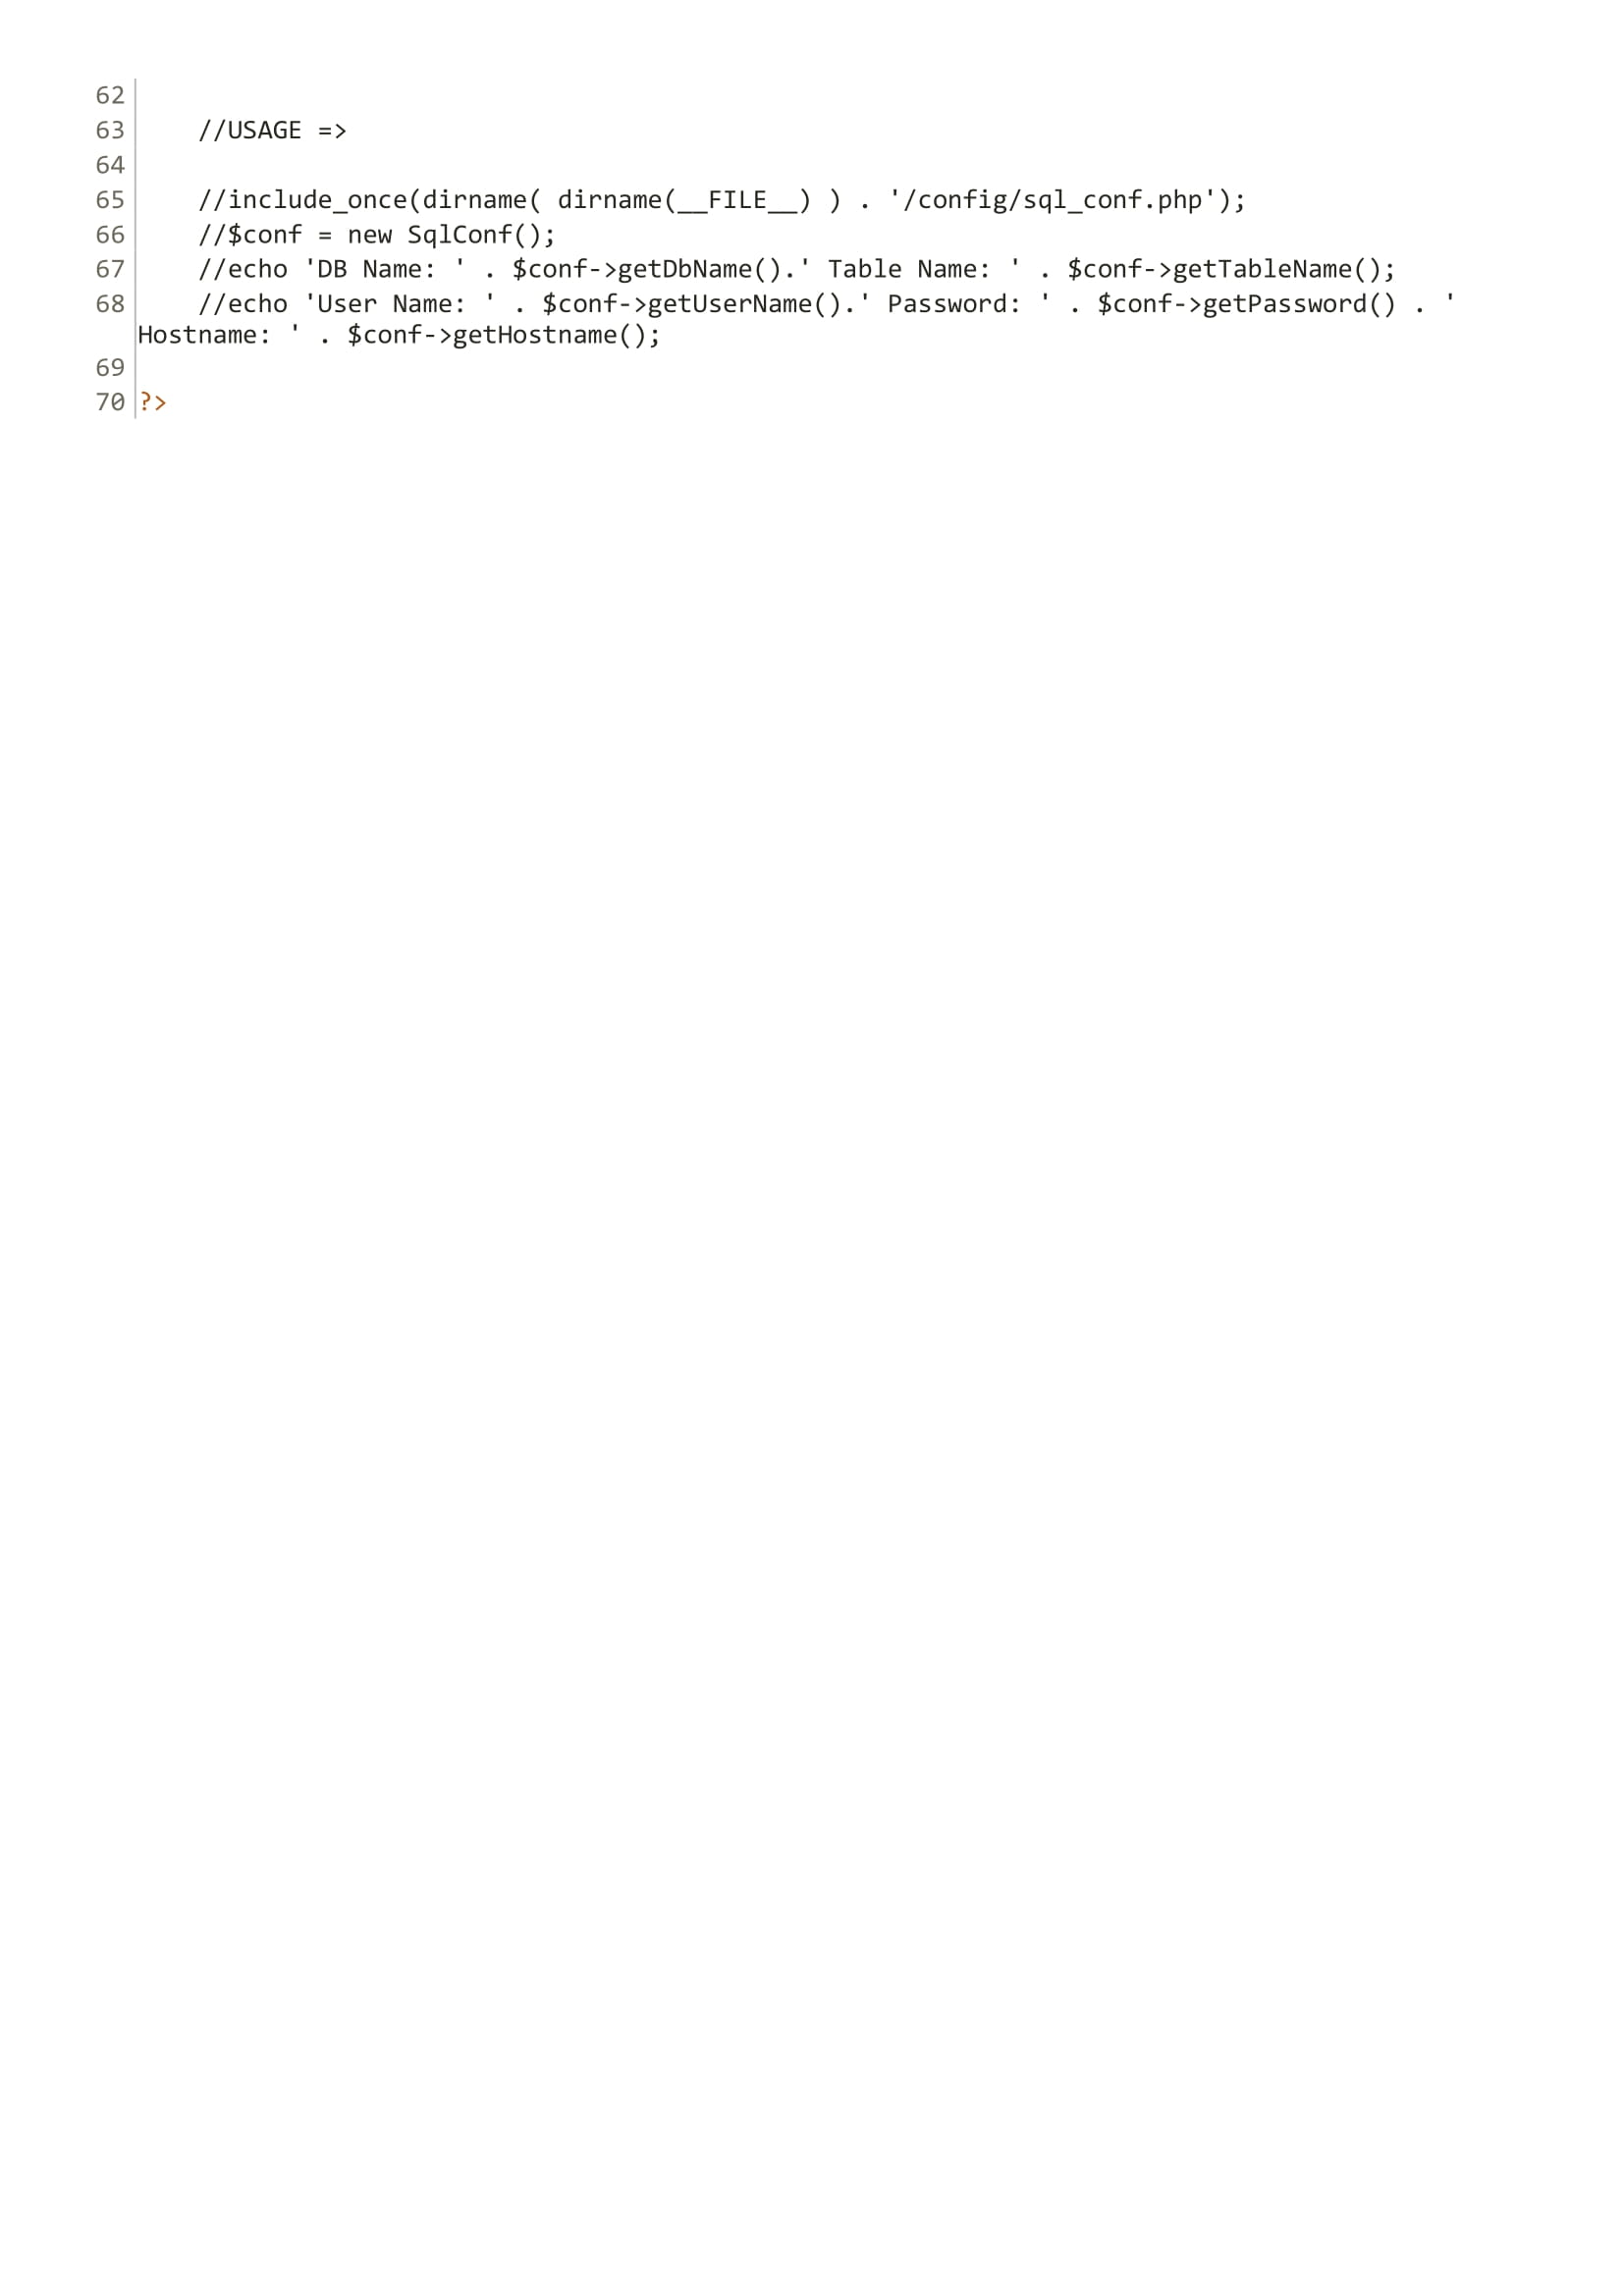 62
63     //USAGE =>
64
65     //include_once(dirname( dirname(__FILE__) ) . '/config/sql_conf.php');
66     //$conf = new SqlConf();
67     //echo 'DB Name: ' . $conf->getDbName().' Table Name: ' . $conf->getTableName();
68     //echo 'User Name: ' . $conf->getUserName().' Password: ' . $conf->getPassword() . '
Hostname: ' . $conf->getHostname();
69
70 ?>